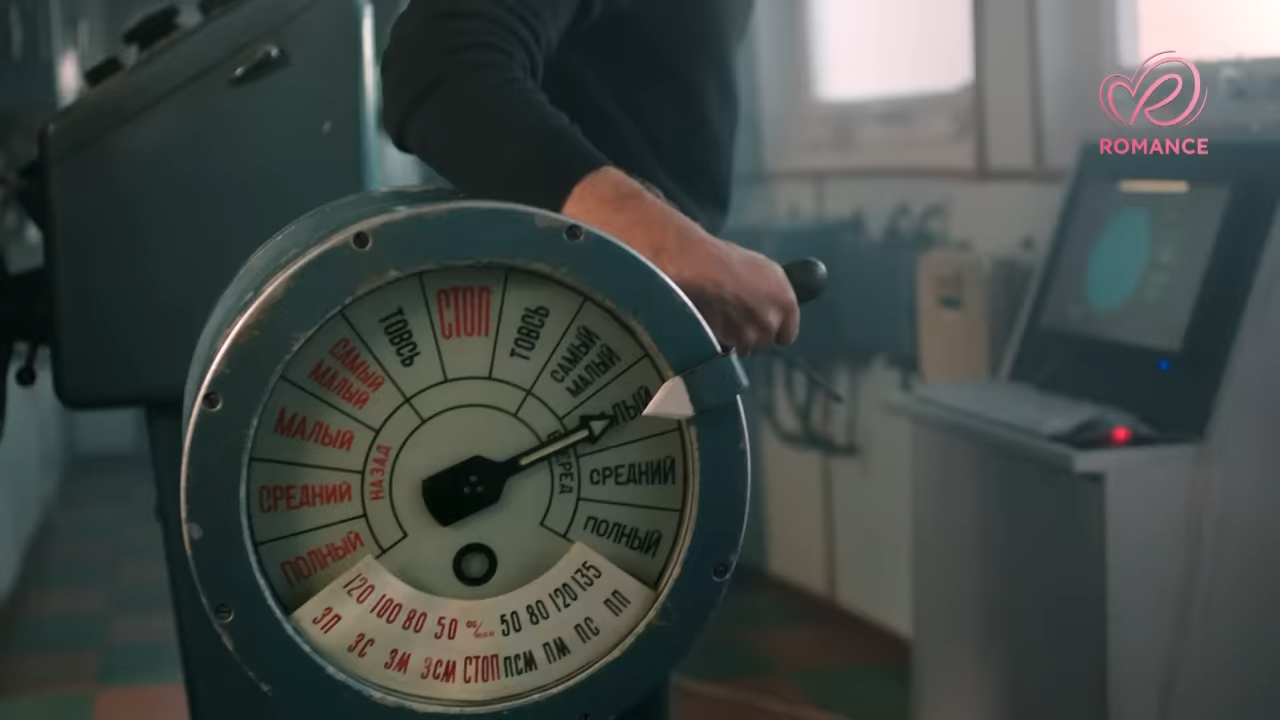 ROMANCE
СТОП
ТОВСЬ
ТОВСЬ
САМЫЙ
МАЛЫЙ
САМЫЙ
МАЛЫЙ
МАЛЫЙ
СРЕДНИЙ
СРЕДНИЙ
ПОЛНЫЙ
ПОЛНЫЙ
НАЗАД
120 100 80 50 50 80 120 135
ЗП ЗС ЗМ ЗСМ СТОП ПСМ ПМ ПС ПП